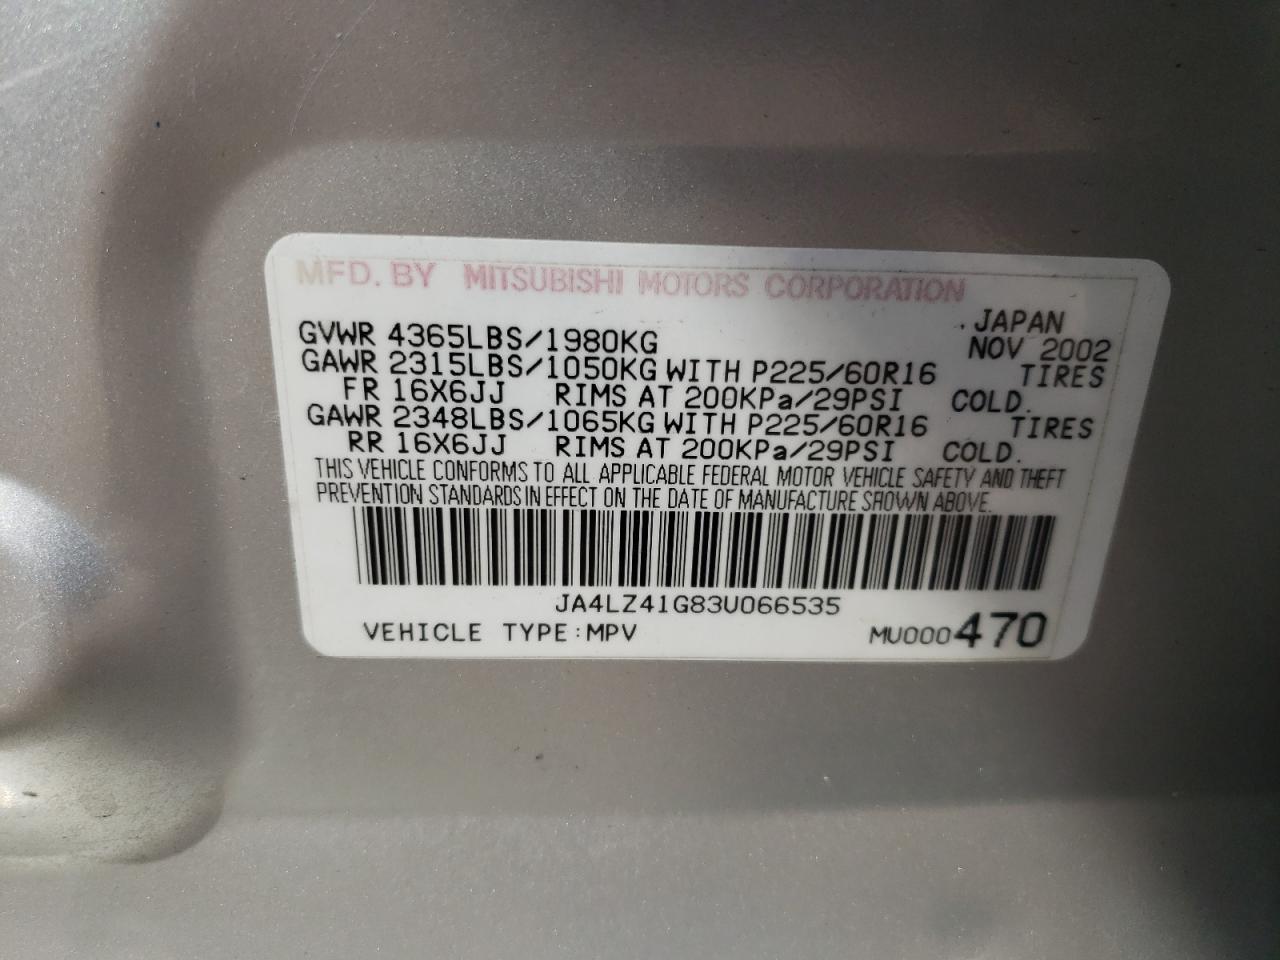 MFD. BY MITSUBISHI MOTORS CORPORATION
JAPAN
GVWR 4365LBS/1980KG NOV 2002
GAWR 2315LBS/1050KG WITH P225/60R16 TIRES
FR 16X6JJ RIMS AT 200KPa/29PSI COLD.
GAWR 2348LBS/1065KG WITH P225/60R16 TIRES
RR 16X6JJ RIMS AT 200KPa/29PSI COLD.
THIS VEHICLE CONFORMS TO ALL APPLICABLE FEDERAL MOTOR VEHICLE SAFETY AND THEFT
PREVENTION STANDARDS IN EFFECT ON THE DATE OF MANUFACTURE SHOWN ABOVE.
JA4LZ41G83U066535
VEHICLE TYPE:MPV MU000470